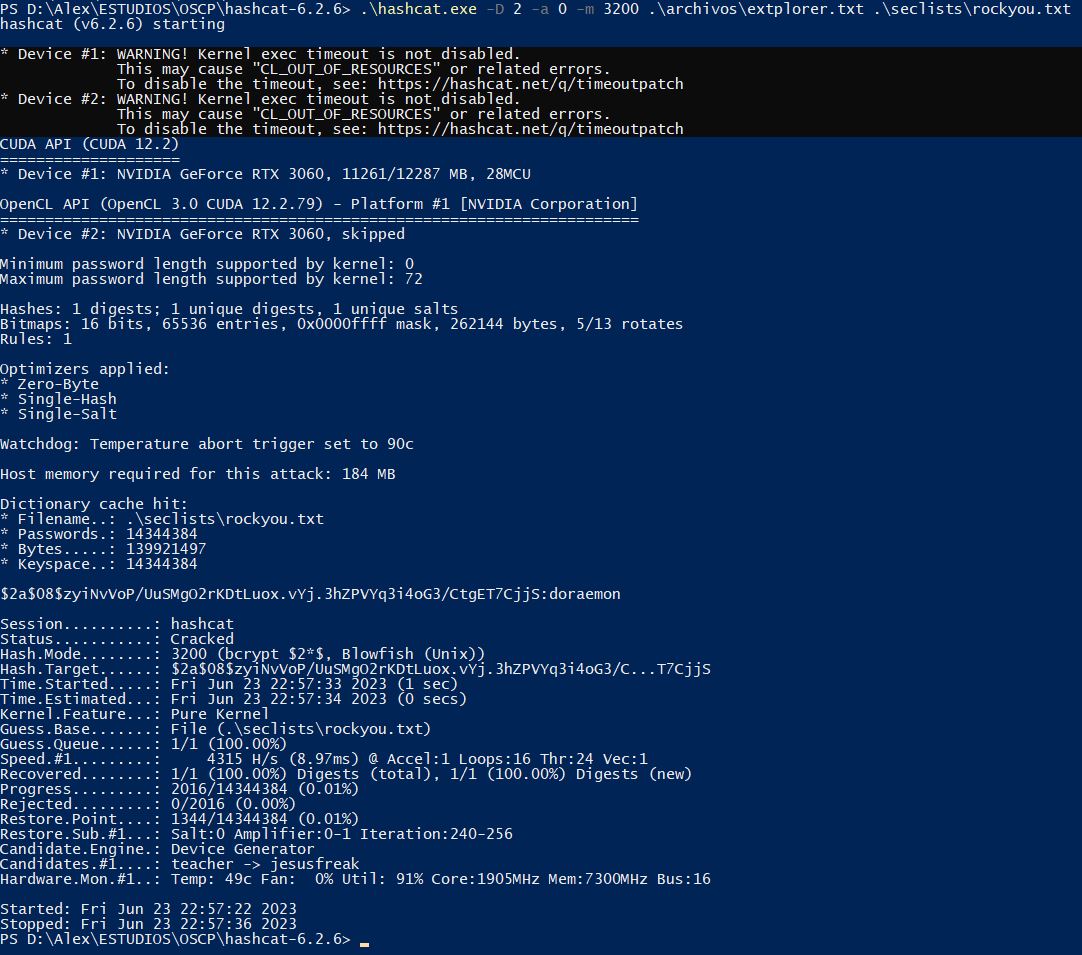 PS D:\Alex\ESTUDIOS\OSCP\hashcat-6.2.6> .\hashcat.exe -D 2 -a 0 -m 3200 .\archivos\extplorer.txt .\seclists\rockyou.txt
hashcat (v6.2.6) starting
* Device #1: WARNING! Kernel exec timeout is not disabled.
This may cause "CL_OUT_OF_RESOURCES" or related errors.
To disable the timeout, see: https://hashcat.net/q/timeoutpatch
* Device #2: WARNING! Kernel exec timeout is not disabled.
This may cause "CL_OUT_OF_RESOURCES" or related errors.
To disable the timeout, see: https://hashcat.net/q/timeoutpatch
CUDA API (CUDA 12.2)
====================
* Device #1: NVIDIA GeForce RTX 3060, 11261/12287 MB, 28MCU
OpenCL API (OpenCL 3.0 CUDA 12.2.79) - Platform #1 [NVIDIA Corporation]
=======================================================================
* Device #2: NVIDIA GeForce RTX 3060, skipped
Minimum password length supported by kernel: 0
Maximum password length supported by kernel: 72
Hashes: 1 digests; 1 unique digests, 1 unique salts
Bitmaps: 16 bits, 65536 entries, 0x0000ffff mask, 262144 bytes, 5/13 rotates
Rules: 1
Optimizers applied:
* Zero-Byte
* Single-Hash
* Single-Salt
Watchdog: Temperature abort trigger set to 90c
Host memory required for this attack: 184 MB
Dictionary cache hit:
* Filename..: .\seclists\rockyou.txt
* Passwords.: 14344384
* Bytes.....: 139921497
* Keyspace..: 14344384
$2a$08$zyiNvVoP/UuSMgO2rKDtLuox.vYj.3hZPVYq3i4oG3/CtgET7CjjS:doraemon
Session..........: hashcat
Status...........: Cracked
Hash.Mode........: 3200 (bcrypt $2*$, Blowfish (Unix))
Hash.Target......: $2a$08$zyiNvVoP/UuSMgO2rKDtLuox.vYj.3hZPVYq3i4oG3/C...T7CjjS
Time.Started.....: Fri Jun 23 22:57:33 2023 (1 sec)
Time.Estimated...: Fri Jun 23 22:57:34 2023 (0 secs)
Kernel.Feature...: Pure Kernel
Guess.Base.......: File (.\seclists\rockyou.txt)
Guess.Queue......: 1/1 (100.00%)
Speed.#1.........:     4315 H/s (8.97ms) @ Accel:1 Loops:16 Thr:24 Vec:1
Recovered........: 1/1 (100.00%) Digests (total), 1/1 (100.00%) Digests (new)
Progress.........: 2016/14344384 (0.01%)
Rejected.........: 0/2016 (0.00%)
Restore.Point....: 1344/14344384 (0.01%)
Restore.Sub.#1...: Salt:0 Amplifier:0-1 Iteration:240-256
Candidate.Engine.: Device Generator
Candidates.#1....: teacher -> jesusfreak
Hardware.Mon.#1..: Temp: 49c Fan:  0% Util: 91% Core:1905MHz Mem:7300MHz Bus:16
Started: Fri Jun 23 22:57:22 2023
Stopped: Fri Jun 23 22:57:36 2023
PS D:\Alex\ESTUDIOS\OSCP\hashcat-6.2.6>